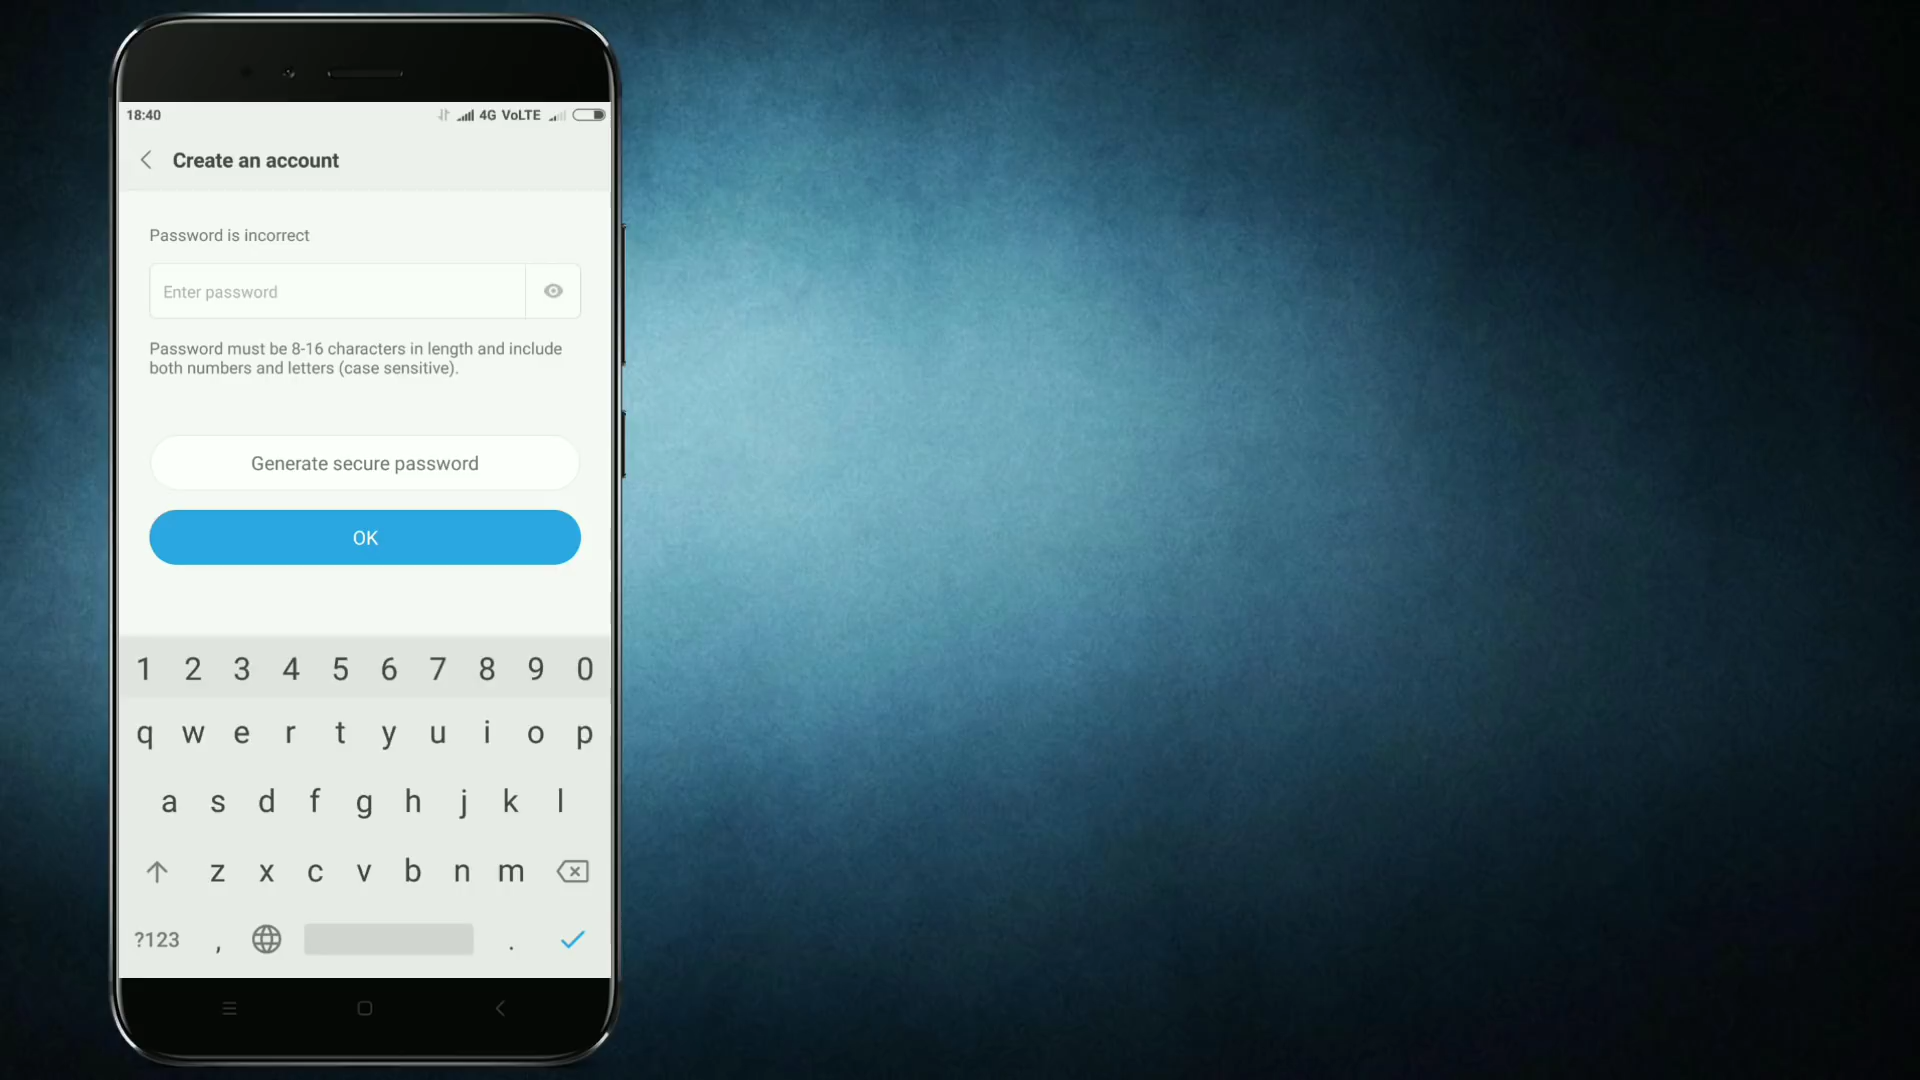 18:40 4G VoLTE
Create an account
Password is incorrect
Enter password
Password must be 8-16 characters in length and include
both numbers and letters (case sensitive).
Generate secure password
OK
1 2 3 4 5 6 7 8 9 0
q w e r t y u i o p
a s d f g h j k l
z x c v b n m
?123 , .